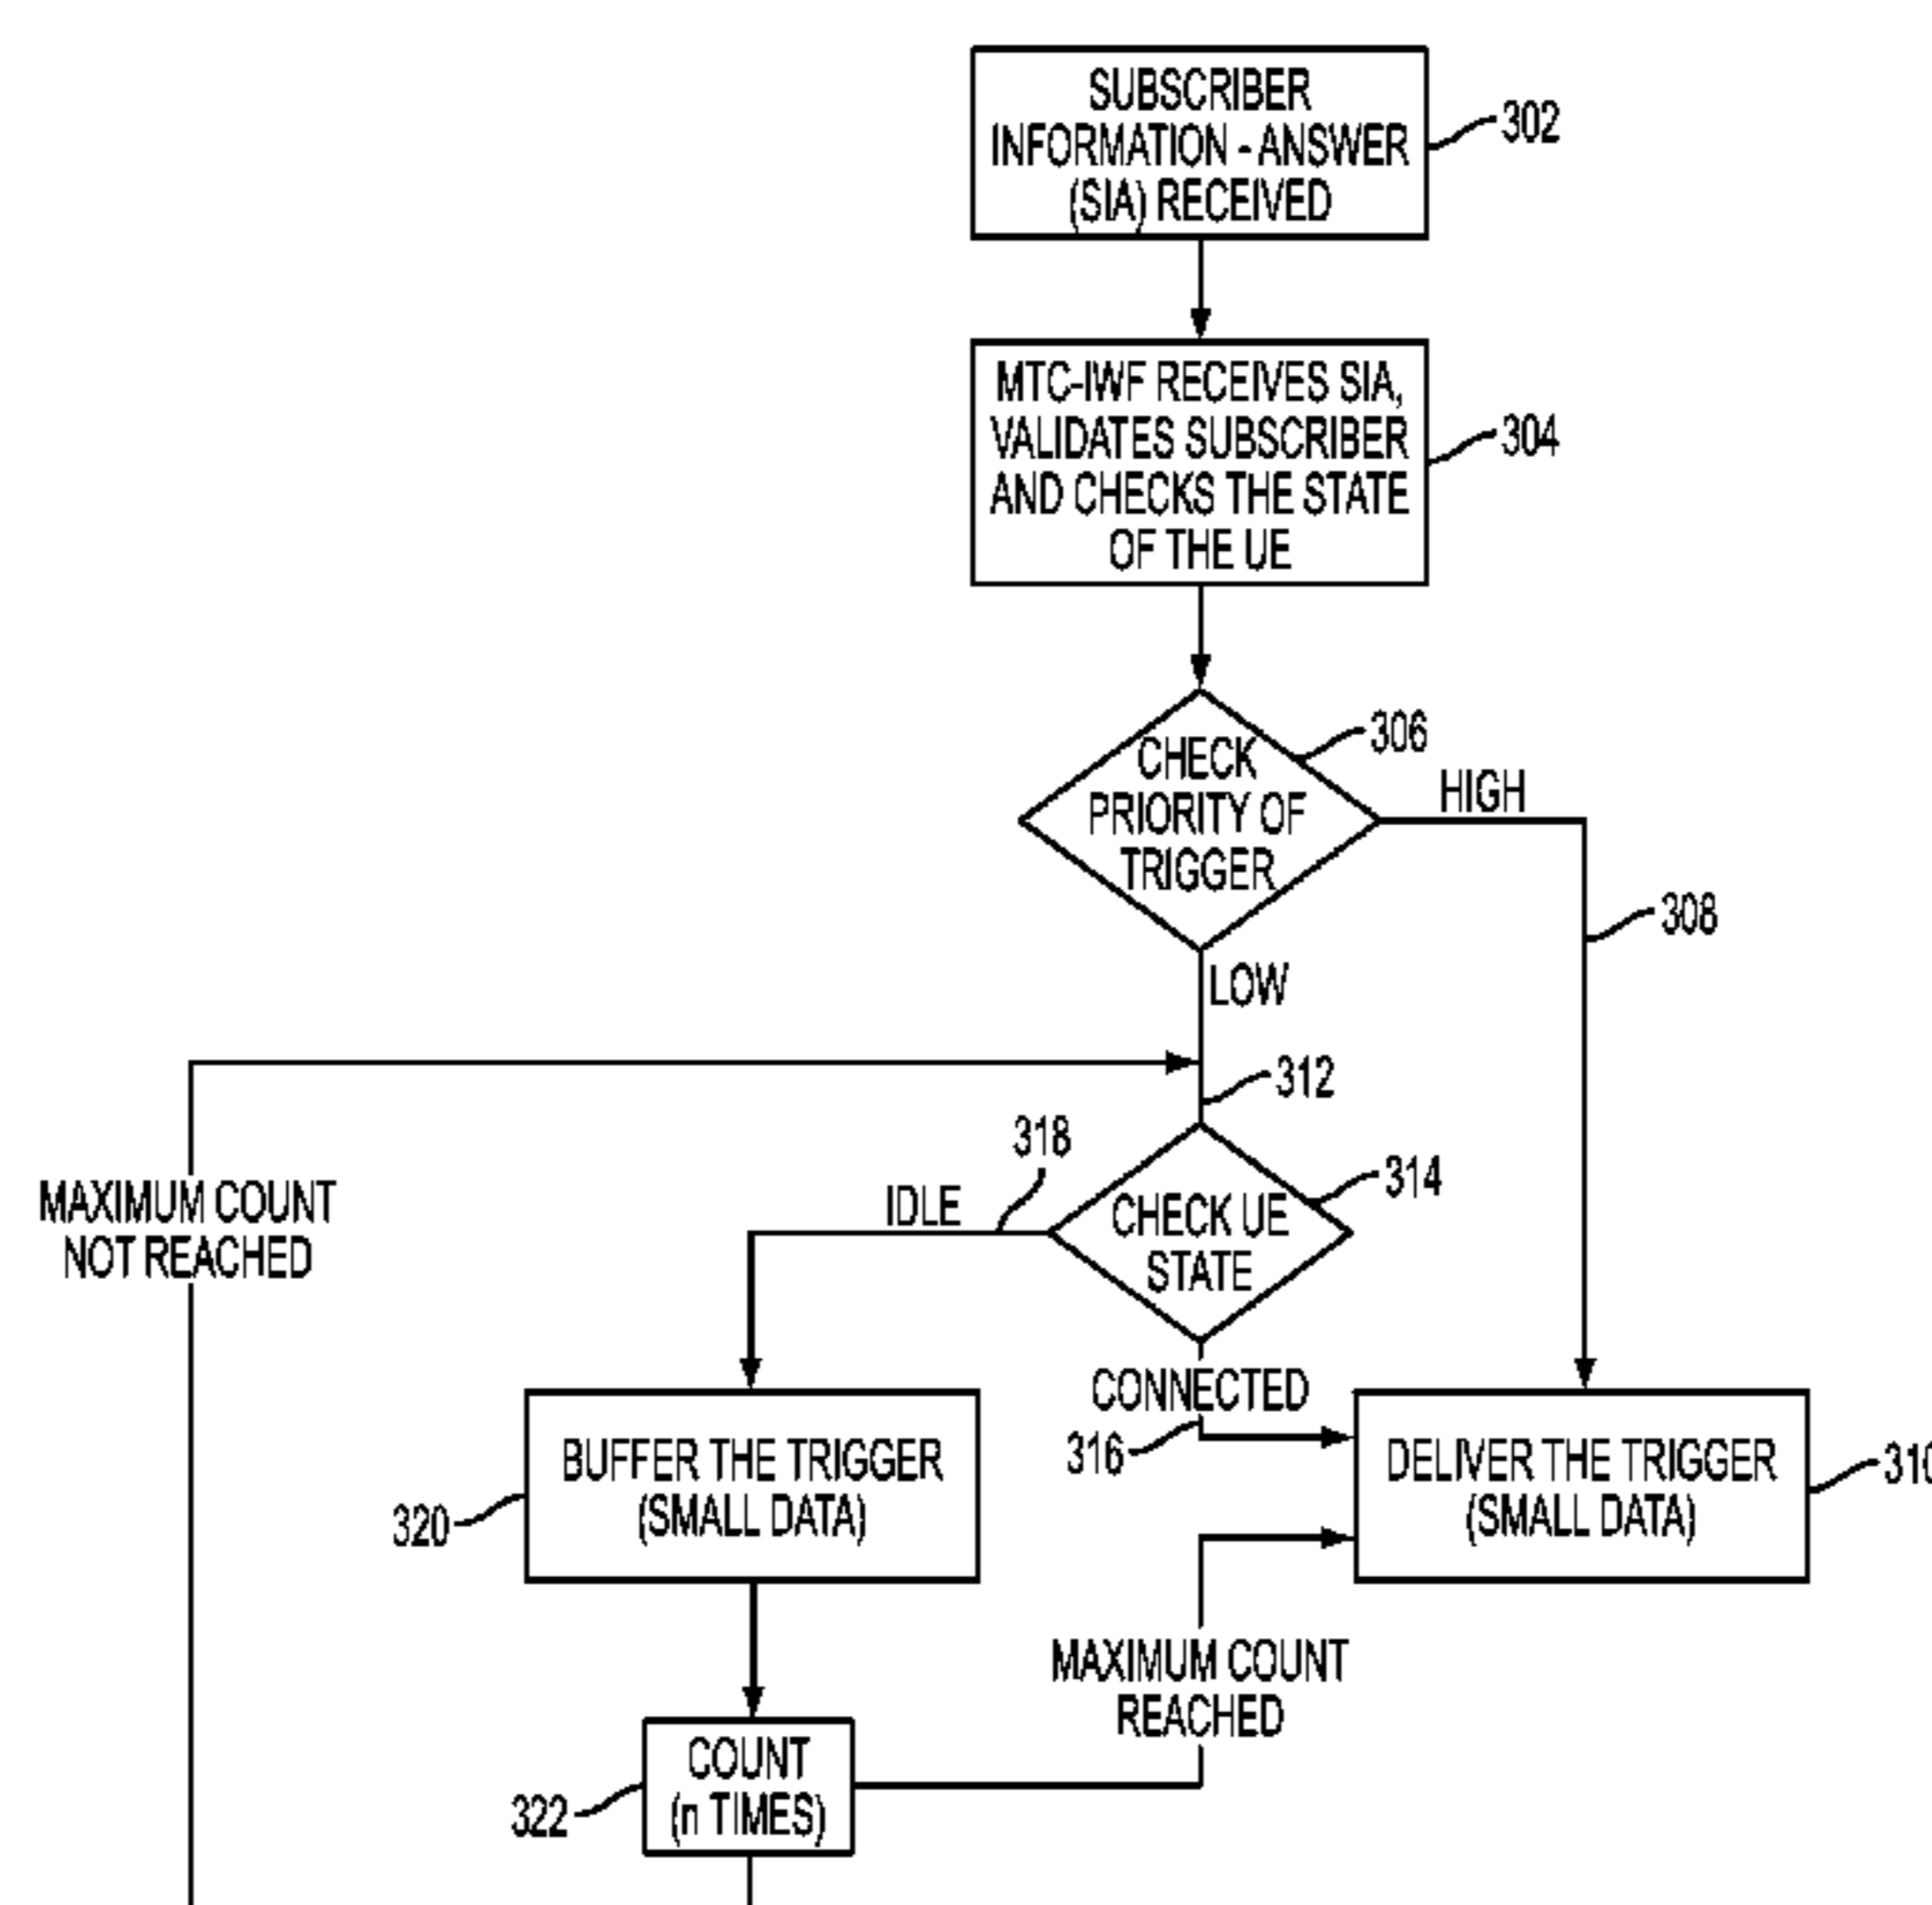 SUBSCRIBER
INFORMATION - ANSWER
(SIA) RECEIVED
302
MTC-IWF RECEIVES SIA,
VALIDATES SUBSCRIBER
AND CHECKS THE STATE
OF THE UE
304
CHECK
PRIORITY OF
TRIGGER
306
HIGH
308
LOW
312
318
314
IDLE
CHECK UE
STATE
MAXIMUM COUNT
NOT REACHED
CONNECTED
316
BUFFER THE TRIGGER
(SMALL DATA)
320
DELIVER THE TRIGGER
(SMALL DATA)
310
MAXIMUM COUNT
REACHED
COUNT
(n TIMES)
322